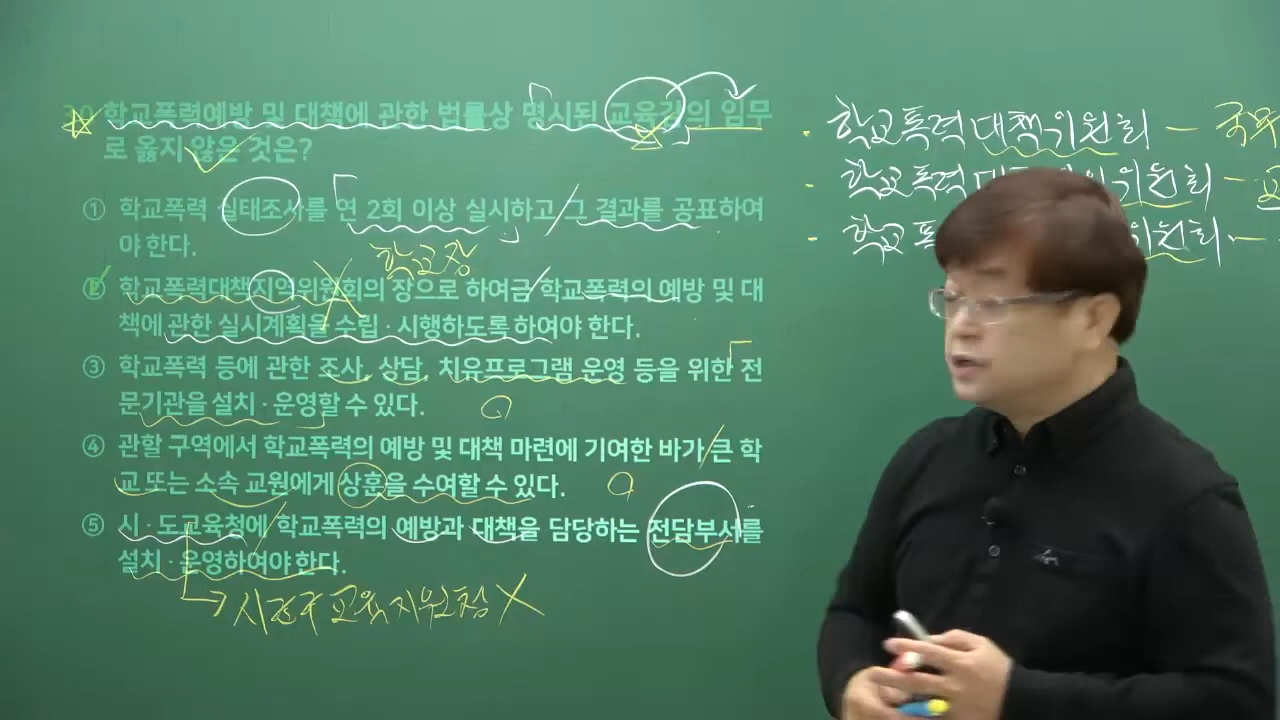 학교폭력예방 및 대책에 관한 법률상 명시된 교육감의 임무
로 옳지 않은 것은?
① 학교폭력 실태조사를 연 2회 이상 실시하고 그 결과를 공표하여
야 한다.
학교장
② 학교폭력대책지역위원회의 장으로 하여금 학교폭력의 예방 및 대
책에 관한 실시계획을 수립·시행하도록 하여야 한다.
③ 학교폭력 등에 관한 조사, 상담, 치유프로그램 운영 등을 위한 전
문기관을 설치·운영할 수 있다.
④ 관할 구역에서 학교폭력의 예방 및 대책 마련에 기여한 바가 큰 학
교 또는 소속 교원에게 상훈을 수여할 수 있다.
⑤ 시·도교육청에 학교폭력의 예방과 대책을 담당하는 전담부서를
설치·운영하여야 한다.
시군구 교육지원청 X
· 학교폭력대책위원회 — 국무
· 학교폭력 위원회 —
· 학교폭 위원회 —